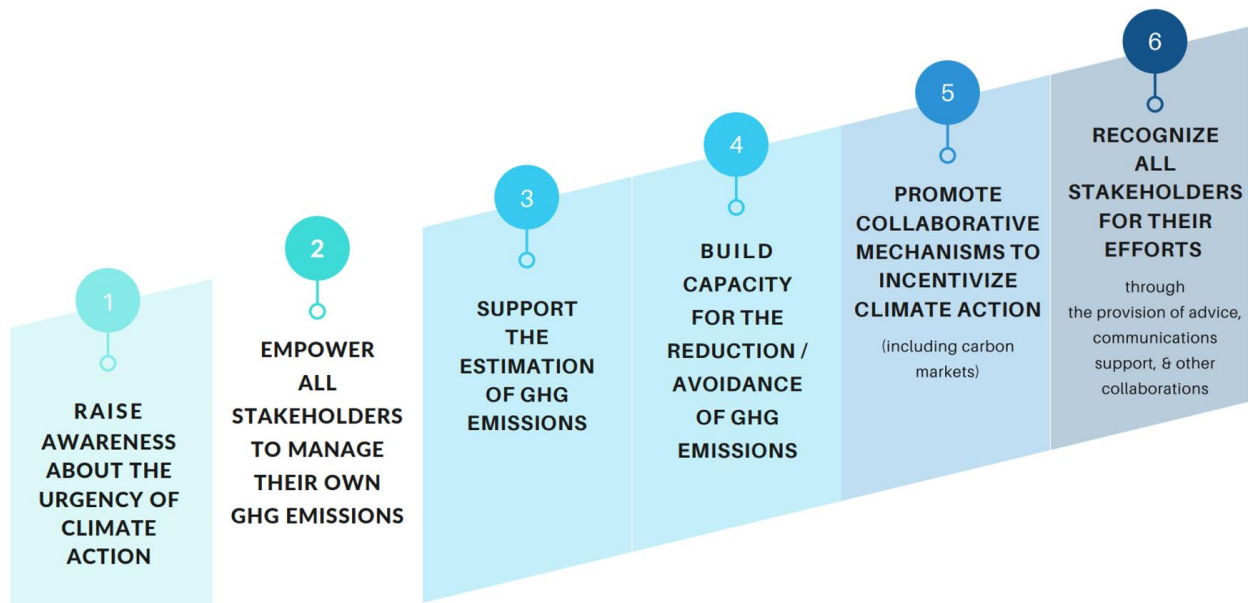 1
RAISE
AWARENESS
ABOUT THE
URGENCY OF
CLIMATE
ACTION
2
EMPOWER
ALL
STAKEHOLDERS
TO MANAGE
THEIR OWN
GHG EMISSIONS
3
SUPPORT
THE
ESTIMATION
OF GHG
EMISSIONS
4
BUILD
CAPACITY
FOR THE
REDUCTION /
AVOIDANCE
OF GHG
EMISSIONS
5
PROMOTE
COLLABORATIVE
MECHANISMS TO
INCENTIVIZE
CLIMATE ACTION
(including carbon
markets)
6
RECOGNIZE
ALL
STAKEHOLDERS
FOR THEIR
EFFORTS
through
the provision of advice,
communications
support, & other
collaborations